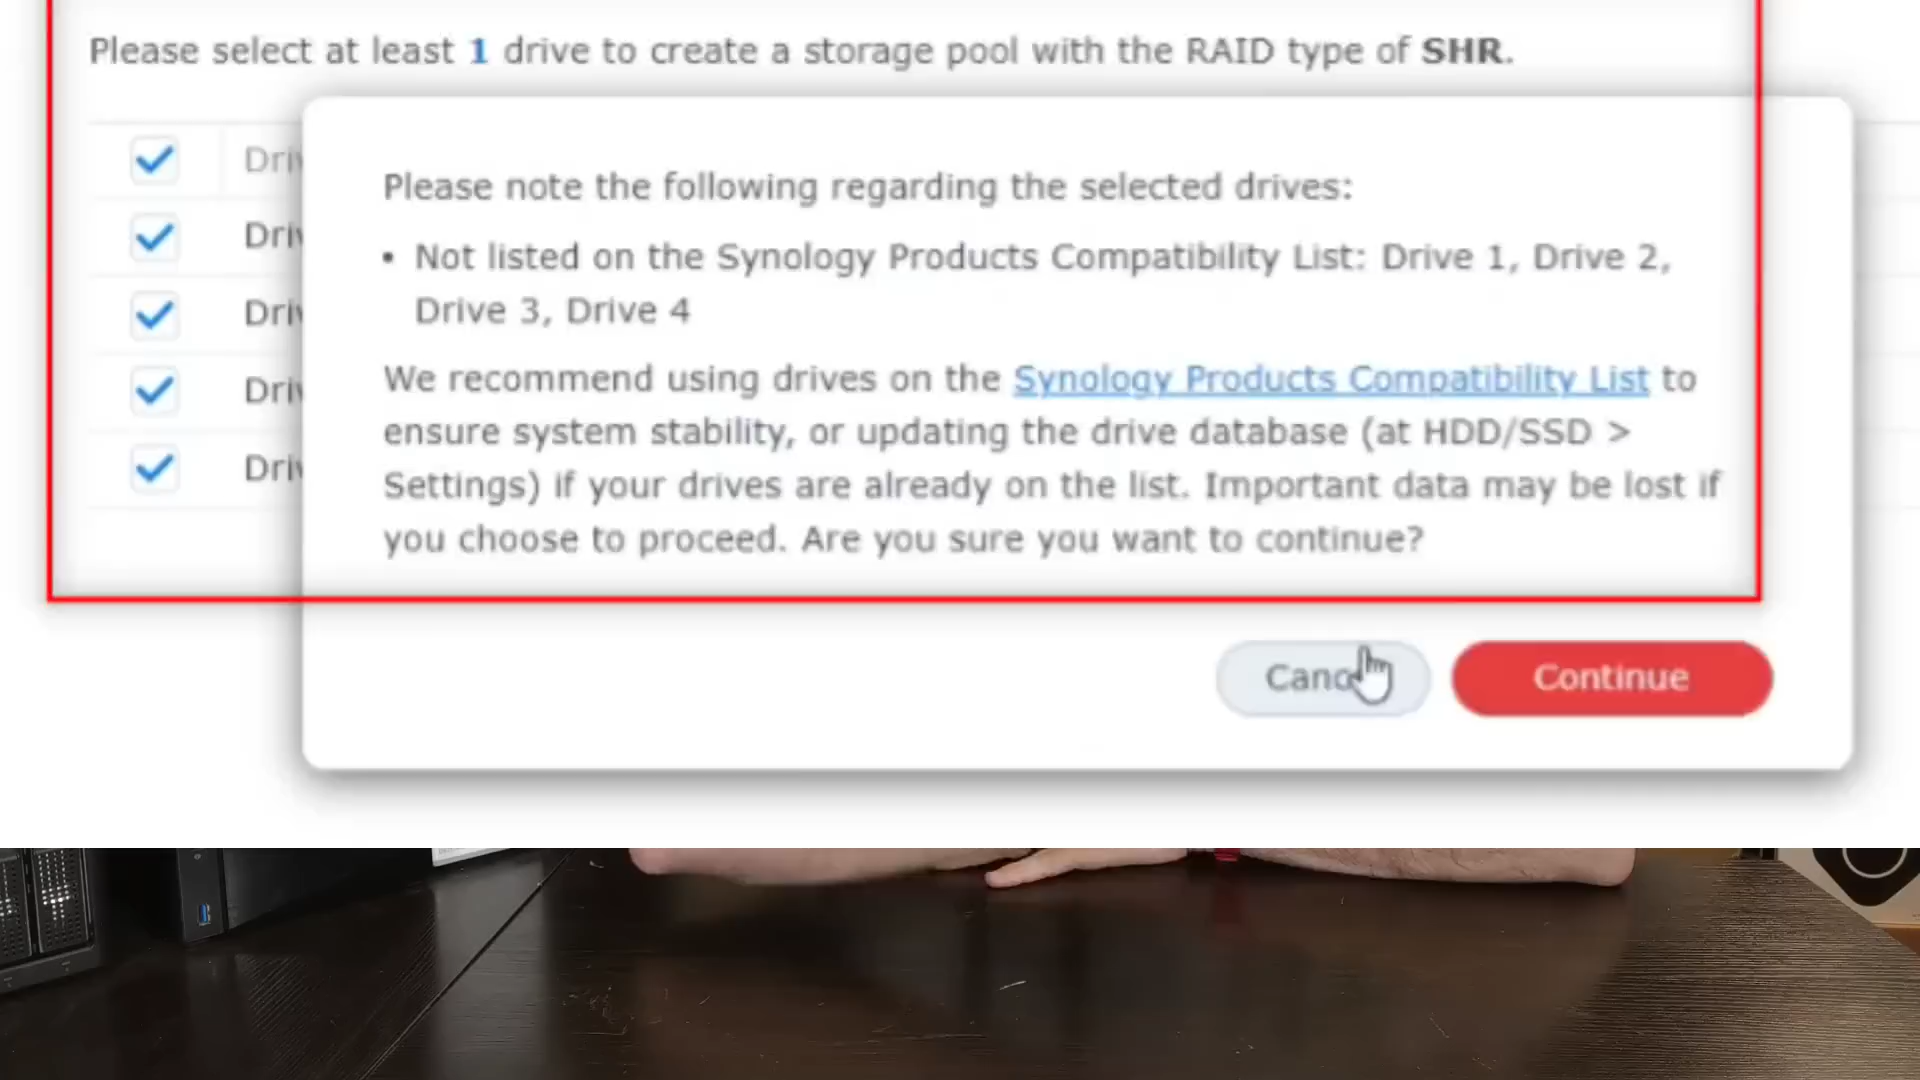 Please select at least 1 drive to create a storage pool with the RAID type of SHR.
Please note the following regarding the selected drives:
• Not listed on the Synology Products Compatibility List: Drive 1, Drive 2,
Drive 3, Drive 4
We recommend using drives on the Synology Products Compatibility List to
ensure system stability, or updating the drive database (at HDD/SSD >
Settings) if your drives are already on the list. Important data may be lost if
you choose to proceed. Are you sure you want to continue?
Continue